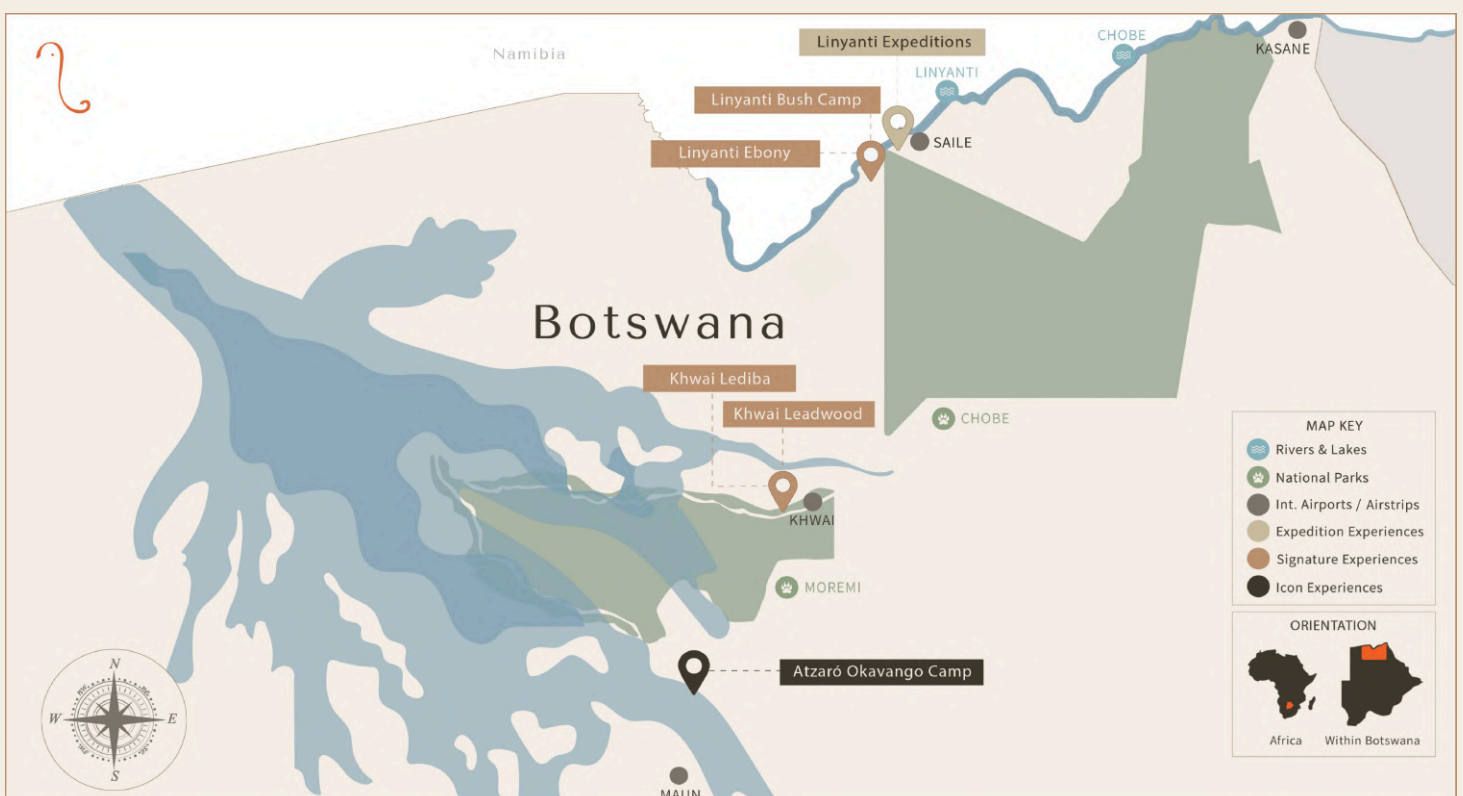 Namibia
Linyanti Expeditions
CHOBE
KASANE
LINYANTI
Linyanti Bush Camp
SAILE
Linyanti Ebony
Botswana
Khwai Lediba
Khwai Leadwood
CHOBE
KHWAI
MOREMI
Atzaró Okavango Camp
MAUN
MAP KEY
Rivers & Lakes
National Parks
Int. Airports / Airstrips
Expedition Experiences
Signature Experiences
Icon Experiences
ORIENTATION
Africa
Within Botswana
N
W
E
S